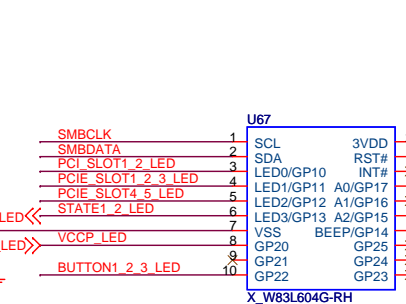 U67
SMBCLK 1 SCL 3VDD
SMBDATA 2 SDA RST#
PCI_SLOT1_2_LED 3 LED0/GP10 INT#
PCIE_SLOT1_2_3_LED 4 LED1/GP11 A0/GP17
PCIE_SLOT4_5_LED 5 LED2/GP12 A1/GP16
LED STATE1_2_LED 6 LED3/GP13 A2/GP15
7 VSS BEEP/GP14
LED VCCP_LED 8 GP20 GP25
9 GP21 GP24
BUTTON1_2_3_LED 10 GP22 GP23
X_W83L604G-RH